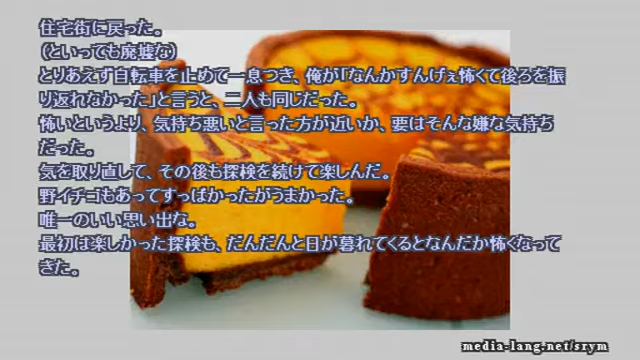 住宅街に戻った。
（といっても廃墟な）
とりあえず自転車を止めて一息つき、俺が「なんかすんげぇ怖くて後ろを振
り返れなかった」と言うと、二人も同じだった。
怖いというより、気持ち悪いと言った方が近いか、要はそんな嫌な気持ち
だった。
気を取り直して、その後も探検を続けて楽しんだ。
野イチゴもあってすっぱかったがうまかった。
唯一のいい思い出な。
最初は楽しかった探検も、だんだんと日が暮れてくるとなんだか怖くなって
きた。
media-lang.net/srym